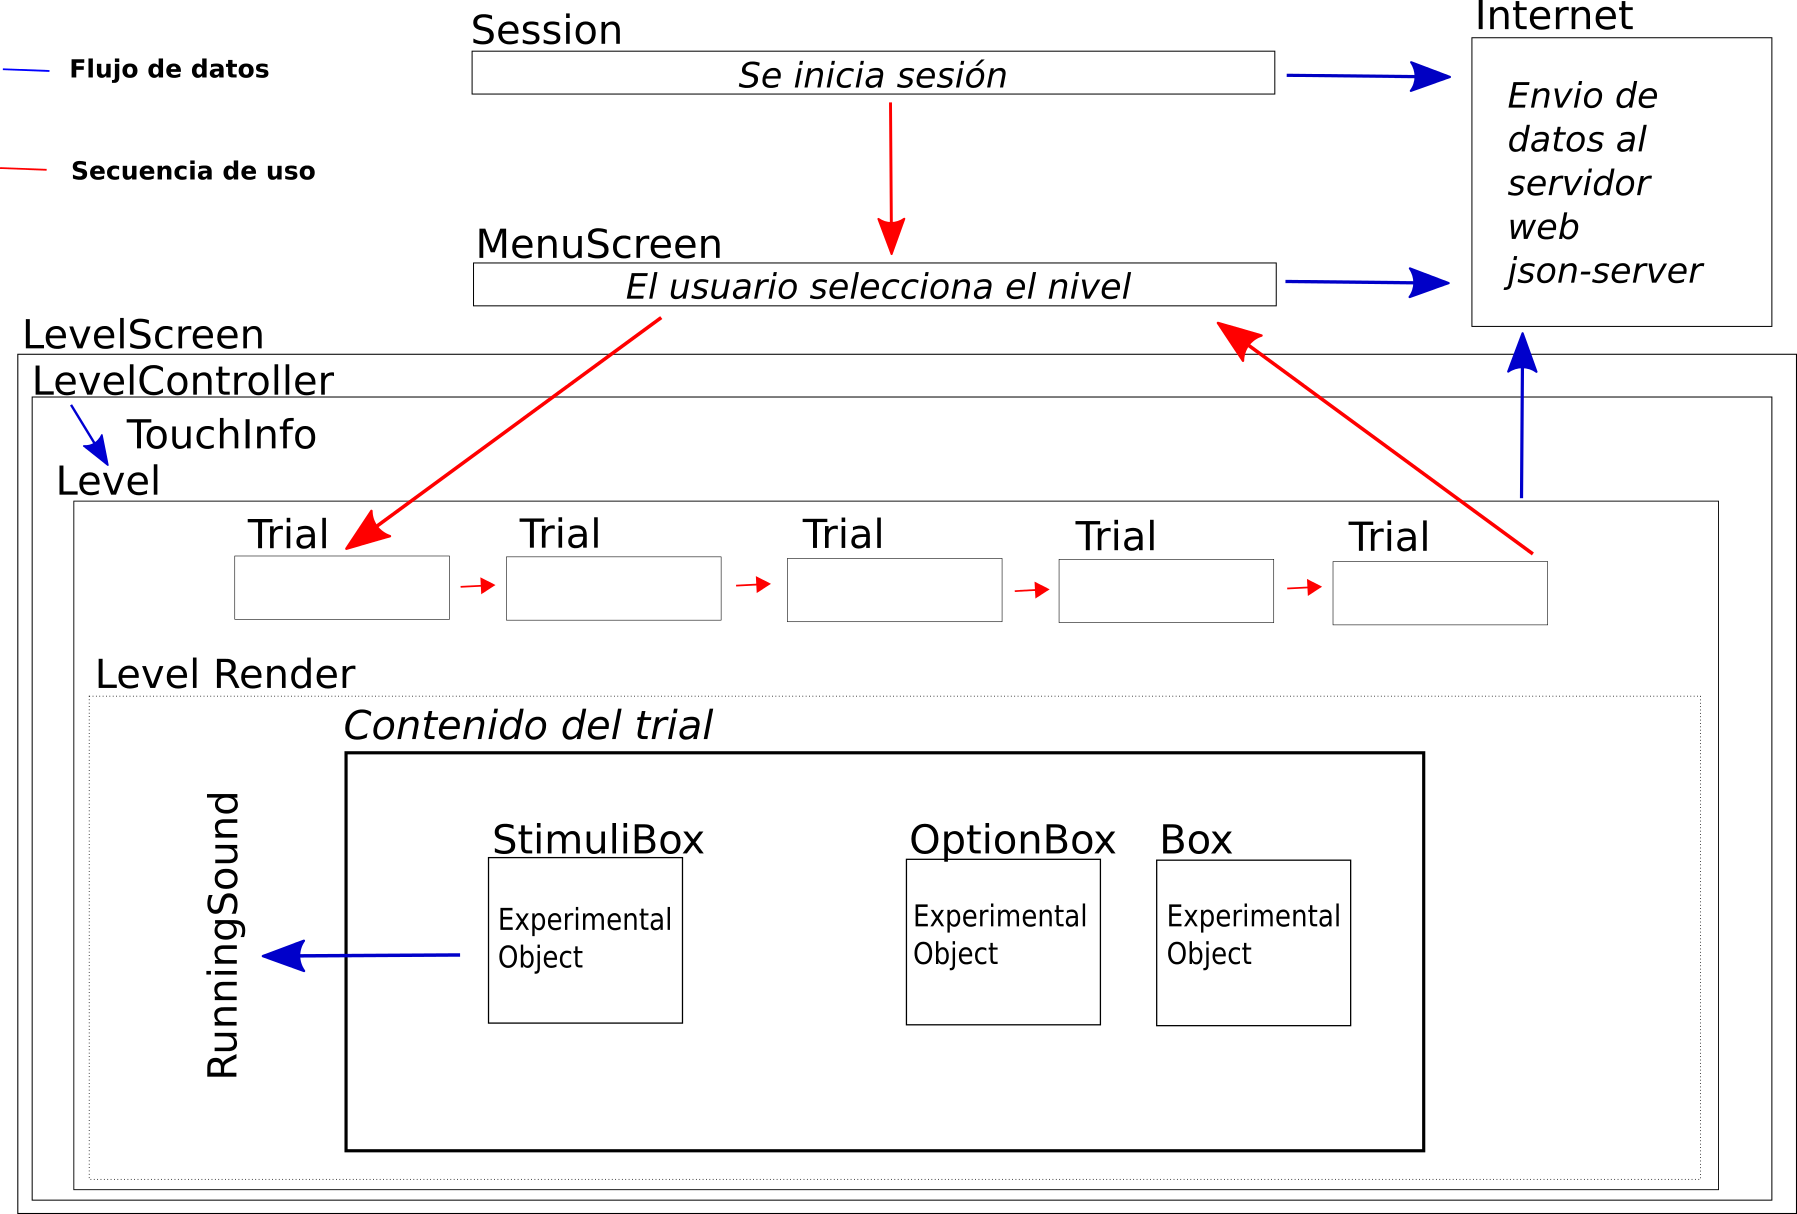 Session
Internet
Flujo de datos
Se inicia sesión
Envio de
datos al
servidor
web
json-server
Secuencia de uso
MenuScreen
El usuario selecciona el nivel
LevelScreen
LevelController
TouchInfo
Level
Trial
Trial
Trial
Trial
Trial
Level Render
Contenido del trial
RunningSound
StimuliBox
Experimental
Object
OptionBox
Experimental
Object
Box
Experimental
Object